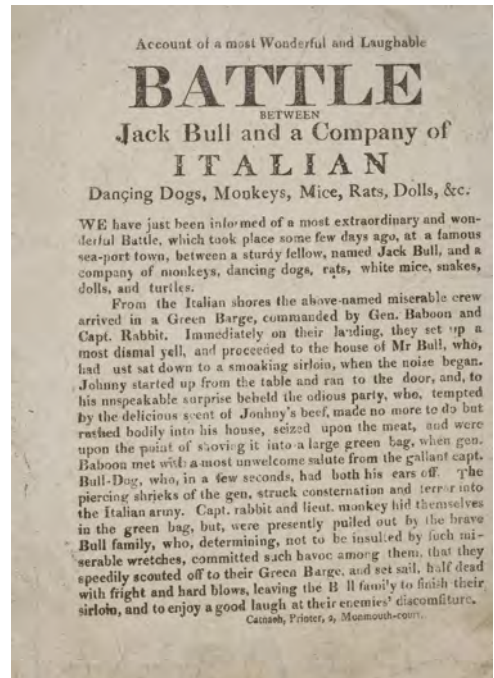 Account of a most Wonderful and Laughable
BATTLE
BETWEEN
Jack Bull and a Company of
ITALIAN
Dancing Dogs, Monkeys, Mice, Rats, Dolls, &c.
WE have just been informed of a most extraordinary and won-
derful Battle, which took place some few days ago, at a famous
sea-port town, between a sturdy fellow, named Jack Bull, and a
company of monkeys, dancing dogs, rats, white mice, snakes,
dolls, and turtles.
From the Italian shores the above-named miserable crew
arrived in a Green Barge, commanded by Gen. Baboon and
Capt. Rabbit. Immediately on their landing, they set up a
most dismal yell, and proceeded to the house of Mr Bull, who,
had ust sat down to a smoaking sirloin, when the noise began.
Johnny started up from the table and ran to the door, and, to
his unspeakable surprise beheld the odious party, who, tempted
by the delicious scent of Jonhny's beef, made no more to do but
rushed bodily into his house, seized upon the meat, and were
upon the point of shoving it into a large green bag, when gen.
Baboon met with a most unwelcome salute from the gallant capt.
Bull-Dog, who, in a few seconds, had both his ears off. The
piercing shrieks of the gen. struck consternation and terror into
the Italian army. Capt. rabbit and lieut. monkey hid themselves
in the green bag, but, were presently pulled out by the brave
Bull family, who, determining, not to be insulted by such mi-
serable wretches, committed such havoc among them, that they
speedily scouted off to their Green Barge, and set sail, half dead
with fright and hard blows, leaving the B ll family to finish their
sirloin, and to enjoy a good laugh at their enemies' discomfiture.
Catnach, Printer, 2, Monmouth-court.